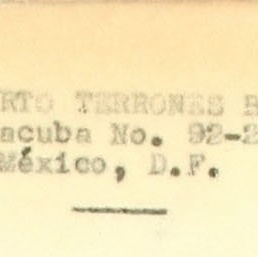 RTO TERRONES B
acuba No. 92-2
México, D.F.